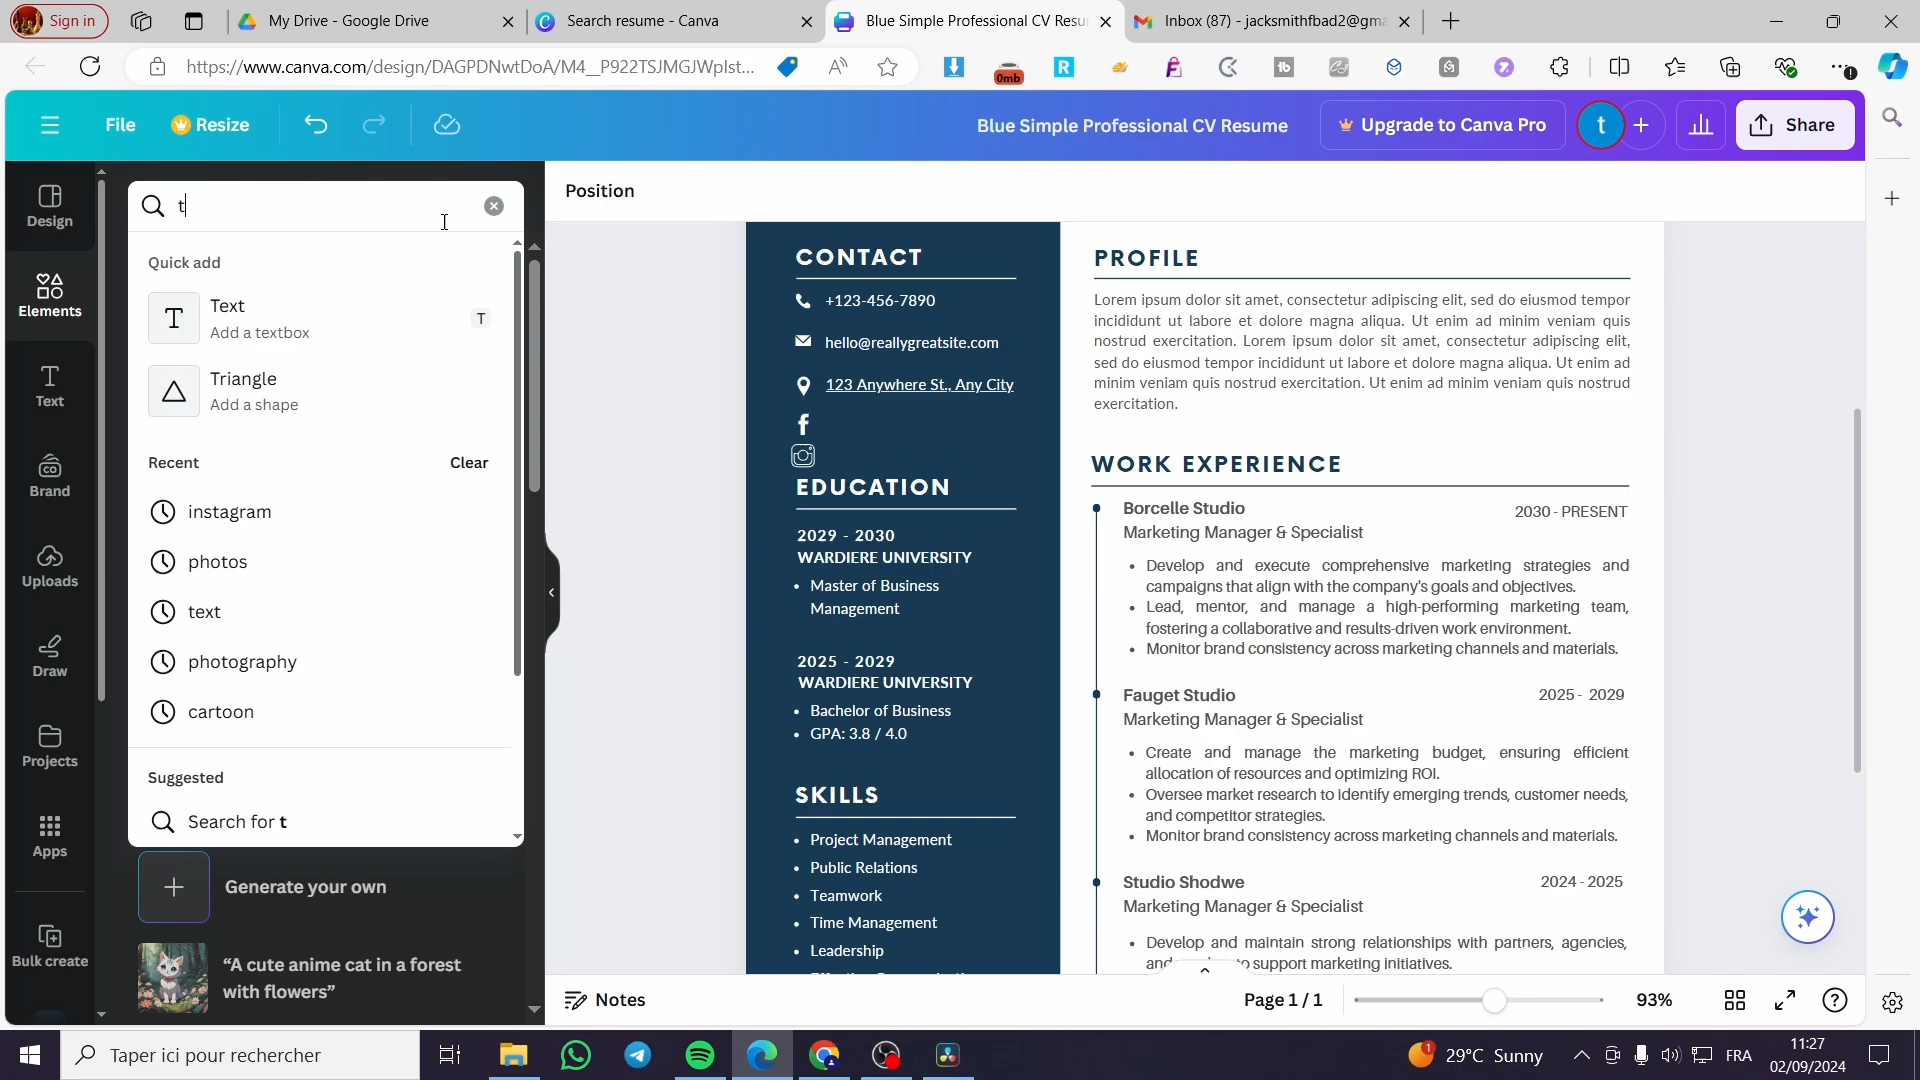 Sign in
My Drive - Google Drive
Search resume - Canva
Blue Simple Professional CV Resu
Inbox (87) - jacksmithfbad2@gma
https://www.canva.com/design/DAGPDNwtDoA/M4__P922TSJMGJWpIst...
0mb
File
Resize
Blue Simple Professional CV Resume
Upgrade to Canva Pro
t
Share
Design
Elements
Text
Brand
Uploads
Draw
Projects
Apps
Bulk create
t
Quick add
Text
Add a textbox
T
Triangle
Add a shape
Recent
Clear
instagram
photos
text
photography
cartoon
Suggested
Search for t
Generate your own
“A cute anime cat in a forest
with flowers”
Position
CONTACT
+123-456-7890
hello@reallygreatsite.com
123 Anywhere St., Any City
EDUCATION
2029 - 2030
WARDIERE UNIVERSITY
Master of Business
Management
2025 - 2029
WARDIERE UNIVERSITY
Bachelor of Business
GPA: 3.8 / 4.0
SKILLS
Project Management
Public Relations
Teamwork
Time Management
Leadership
PROFILE
Lorem ipsum dolor sit amet, consectetur adipiscing elit, sed do eiusmod tempor
incididunt ut labore et dolore magna aliqua. Ut enim ad minim veniam quis
nostrud exercitation. Lorem ipsum dolor sit amet, consectetur adipiscing elit,
sed do eiusmod tempor incididunt ut labore et dolore magna aliqua. Ut enim ad
minim veniam quis nostrud exercitation. Ut enim ad minim veniam quis nostrud
exercitation.
WORK EXPERIENCE
Borcelle Studio
2030 - PRESENT
Marketing Manager & Specialist
Develop and execute comprehensive marketing strategies and
campaigns that align with the company's goals and objectives.
Lead, mentor, and manage a high-performing marketing team,
fostering a collaborative and results-driven work environment.
Monitor brand consistency across marketing channels and materials.
Fauget Studio
2025 - 2029
Marketing Manager & Specialist
Create and manage the marketing budget, ensuring efficient
allocation of resources and optimizing ROI.
Oversee market research to identify emerging trends, customer needs,
and competitor strategies.
Monitor brand consistency across marketing channels and materials.
Studio Shodwe
2024 - 2025
Marketing Manager & Specialist
Develop and maintain strong relationships with partners, agencies,
to support marketing initiatives.
Notes
Page 1 / 1
93%
Taper ici pour rechercher
1
29°C Sunny
FRA
11:27
02/09/2024